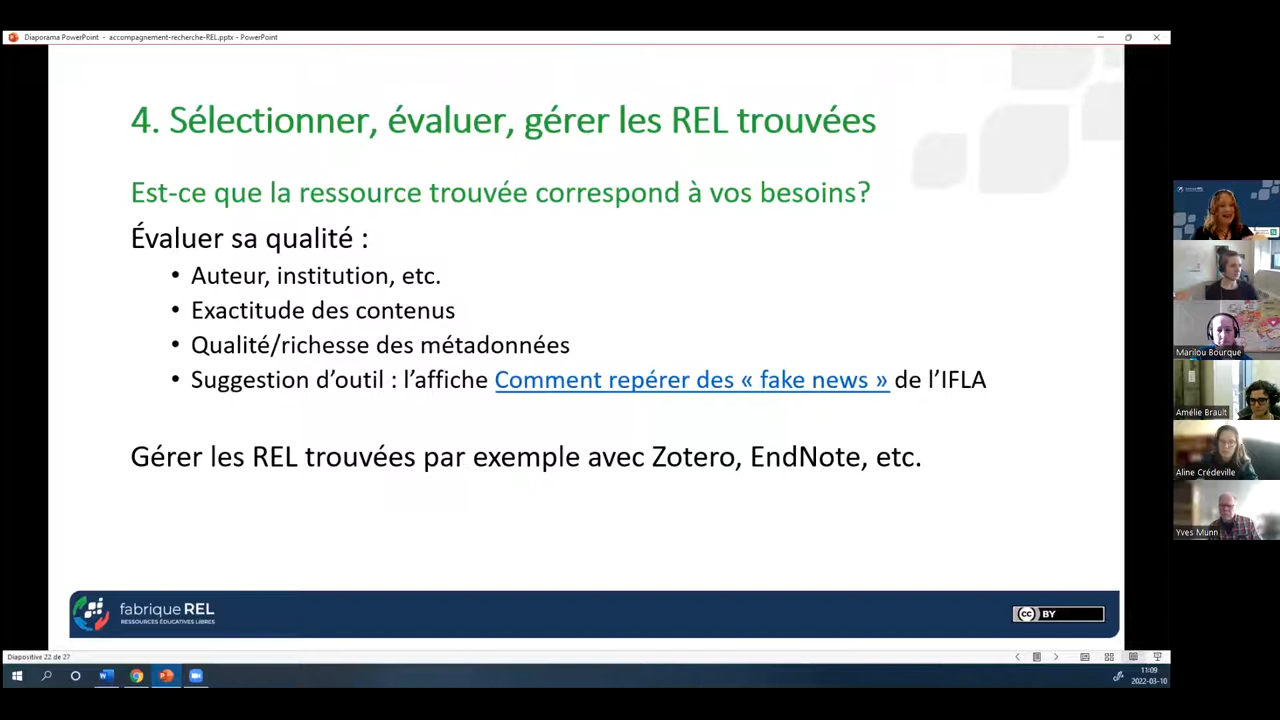 Diaporama PowerPoint - accompagnement-recherche-REL.pptx - PowerPoint
4. Sélectionner, évaluer, gérer les REL trouvées
Est-ce que la ressource trouvée correspond à vos besoins?
Évaluer sa qualité :
• Auteur, institution, etc.
• Exactitude des contenus
• Qualité/richesse des métadonnées
• Suggestion d’outil : l’affiche Comment repérer des « fake news » de l’IFLA
Gérer les REL trouvées par exemple avec Zotero, EndNote, etc.
fabrique REL
RESSOURCES ÉDUCATIVES LIBRES
cc BY
Marilou Bourque
Amélie Brault
Aline Crédeville
Yves Munn
Diapositive 22 de 27
11:09
2022-03-10